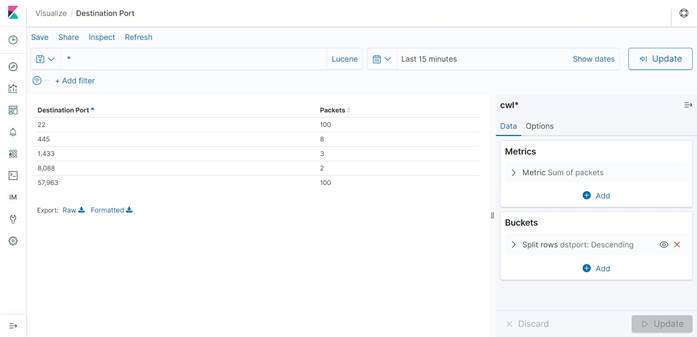 Visualize / Destination Port
Save Share Inspect Refresh
* Lucene Last 15 minutes Show dates Update
+ Add filter
cwl*
Data Options
Destination Port Packets
22 100
445 8
1,433 3
8,088 2
57,963 100
Export: Raw Formatted
Metrics
Metric Sum of packets
Add
Buckets
Split rows dstport: Descending
Add
IM
Discard Update